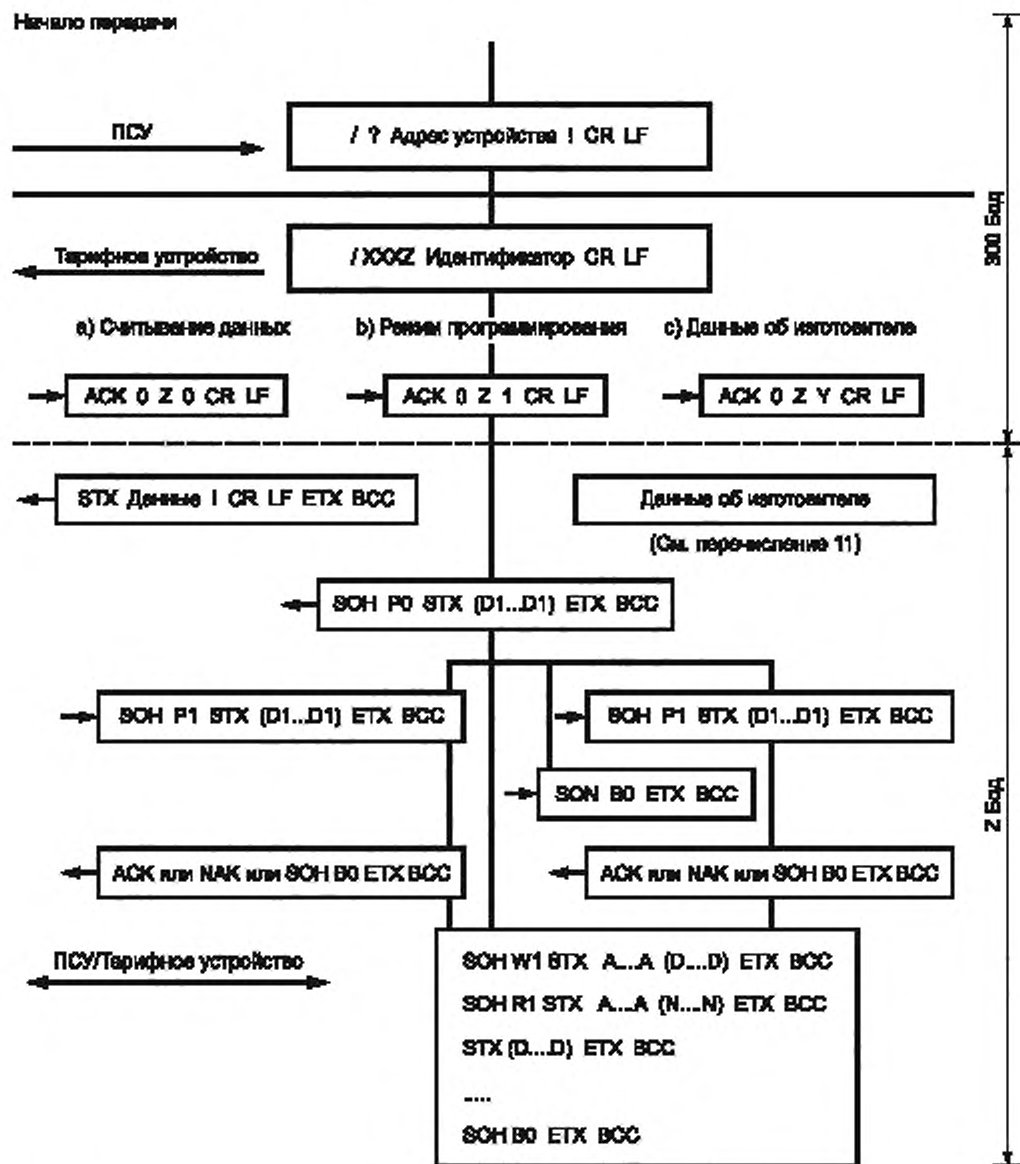 Начало передачи
ПСУ
/ ? Адрес устройства ! CR LF
300 Бод
Тарифное устройство
/ XXXZ Идентификатор CR LF
a) Считывание данных
b) Режим программирования
c) Данные об изготовителе
ACK 0 Z 0 CR LF
ACK 0 Z 1 CR LF
ACK 0 Z Y CR LF
STX Данные ! CR LF ETX BCC
Данные об изготовителе
(См. перечисление 11)
SOH P0 STX (D1...D1) ETX BCC
SOH P1 STX (D1...D1) ETX BCC
SOH P1 STX (D1...D1) ETX BCC
SON B0 ETX BCC
Z Бод
ACK или NAK или SOH B0 ETX BCC
ACK или NAK или SOH B0 ETX BCC
ПСУ/Тарифное устройство
SOH W1 STX A...A (D....D) ETX BCC
SOH R1 STX A...A (N....N) ETX BCC
STX (D....D) ETX BCC
.....
SOH B0 ETX BCC